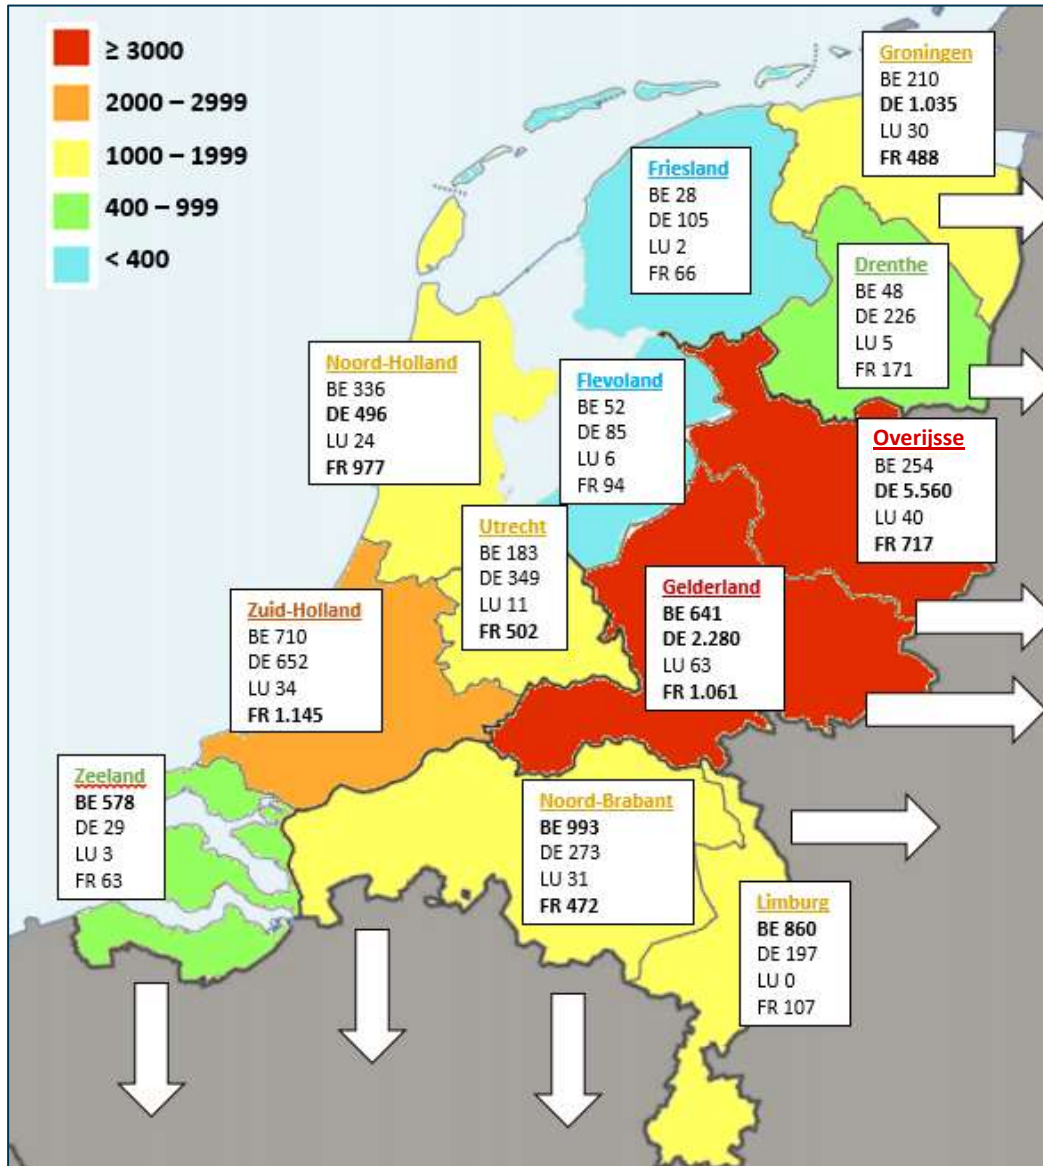 ≥ 3000
2000 – 2999
1000 – 1999
400 – 999
< 400
Groningen
BE 210
DE 1.035
LU 30
FR 488
Friesland
BE 28
DE 105
LU 2
FR 66
Drenthe
BE 48
DE 226
LU 5
FR 171
Noord-Holland
BE 336
DE 496
LU 24
FR 977
Flevoland
BE 52
DE 85
LU 6
FR 94
Overijsse
BE 254
DE 5.560
LU 40
FR 717
Utrecht
BE 183
DE 349
LU 11
FR 502
Gelderland
BE 641
DE 2.280
LU 63
FR 1.061
Zuid-Holland
BE 710
DE 652
LU 34
FR 1.145
Zeeland
BE 578
DE 29
LU 3
FR 63
Noord-Brabant
BE 993
DE 273
LU 31
FR 472
Limburg
BE 860
DE 197
LU 0
FR 107